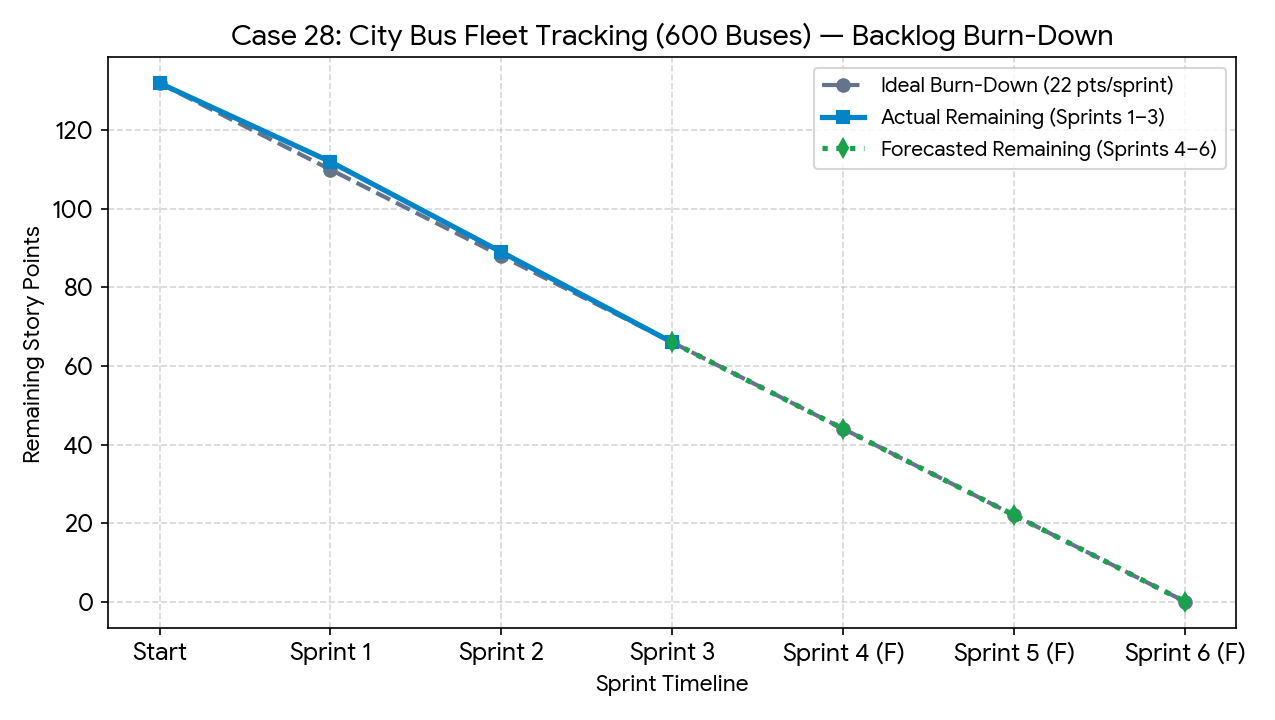 Case 28: City Bus Fleet Tracking (600 Buses) — Backlog Burn-Down
Ideal Burn-Down (22 pts/sprint)
Actual Remaining (Sprints 1–3)
Forecasted Remaining (Sprints 4–6)
Remaining Story Points
120
100
80
60
40
20
0
Start
Sprint 1
Sprint 2
Sprint 3
Sprint 4 (F)
Sprint 5 (F)
Sprint 6 (F)
Sprint Timeline